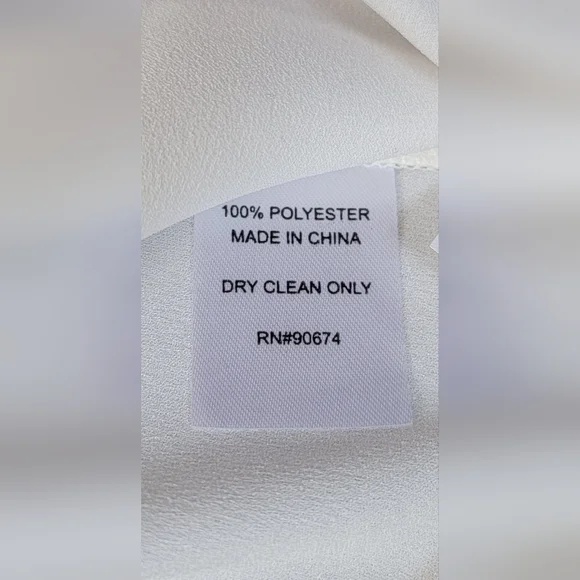 100% POLYESTER
MADE IN CHINA
DRY CLEAN ONLY
RN#90674